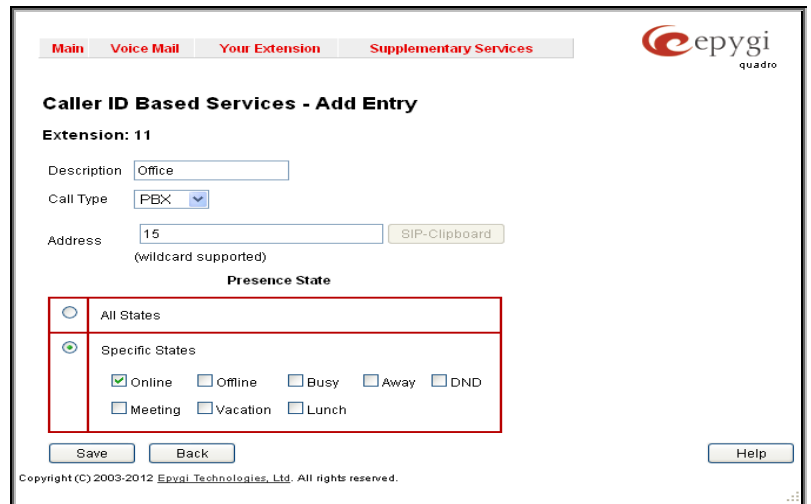 Main Voice Mail Your Extension Supplementary Services
epygi
quadro
Caller ID Based Services - Add Entry
Extension: 11
Description Office
Call Type PBX
Address 15 SIP-Clipboard
(wildcard supported)
Presence State
All States
Specific States
Online Offline Busy Away DND
Meeting Vacation Lunch
Save Back Help
Copyright (C) 2003-2012 Epygi Technologies, Ltd. All rights reserved.